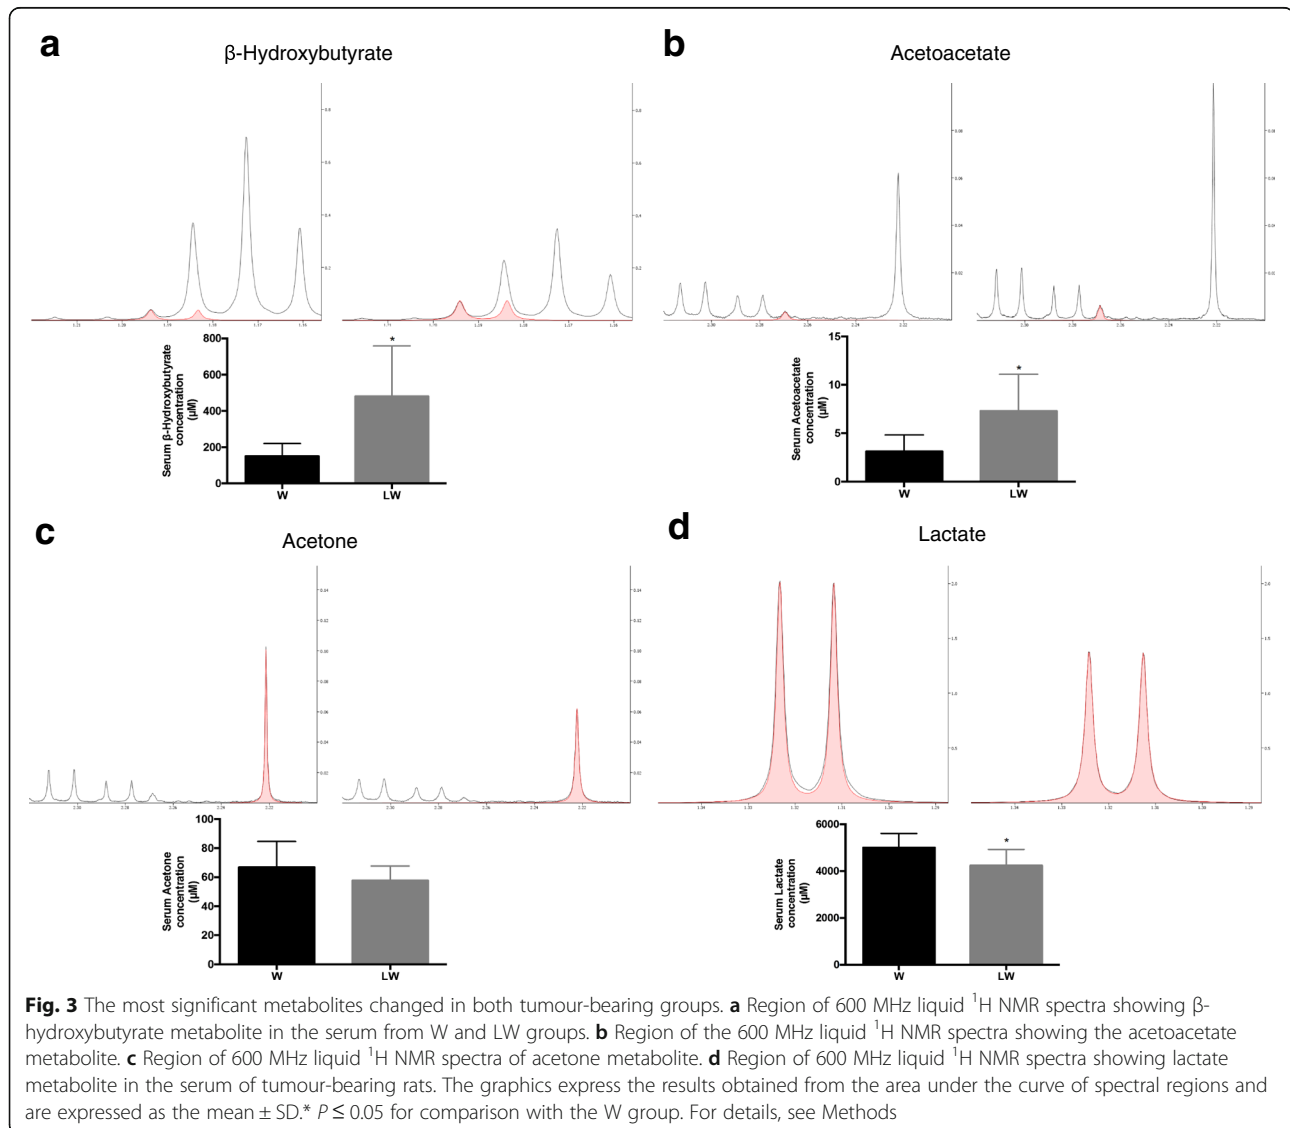 a
β-Hydroxybutyrate
b
Acetoacetate
800
600
400
200
0
Serum β-Hydroxybutyrate
concentration
(µM)
*
W
LW
15
10
5
0
Serum Acetoacetate
concentration
(µM)
*
W
LW
c
Acetone
d
Lactate
100
80
60
40
20
0
Serum Acetone
concentration
(µM)
W
LW
6000
4000
2000
0
Serum Lactate
concentration
(µM)
*
W
LW
Fig. 3 The most significant metabolites changed in both tumour-bearing groups. a Region of 600 MHz liquid ¹H NMR spectra showing β-
hydroxybutyrate metabolite in the serum from W and LW groups. b Region of the 600 MHz liquid ¹H NMR spectra showing the acetoacetate
metabolite. c Region of 600 MHz liquid ¹H NMR spectra of acetone metabolite. d Region of 600 MHz liquid ¹H NMR spectra showing lactate
metabolite in the serum of tumour-bearing rats. The graphics express the results obtained from the area under the curve of spectral regions and
are expressed as the mean ± SD.* P ≤ 0.05 for comparison with the W group. For details, see Methods